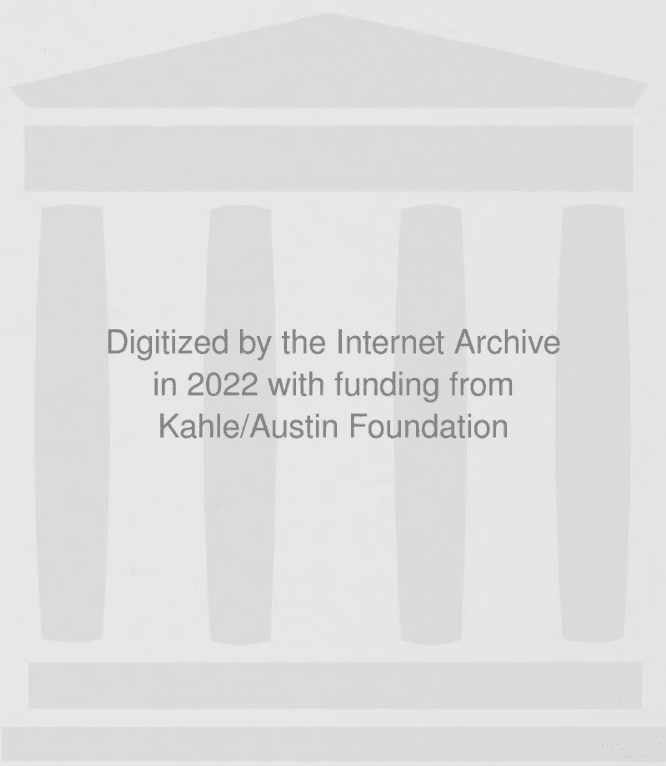 Digitized by the Internet Archive
in 2022 with funding from
Kahle/Austin Foundation